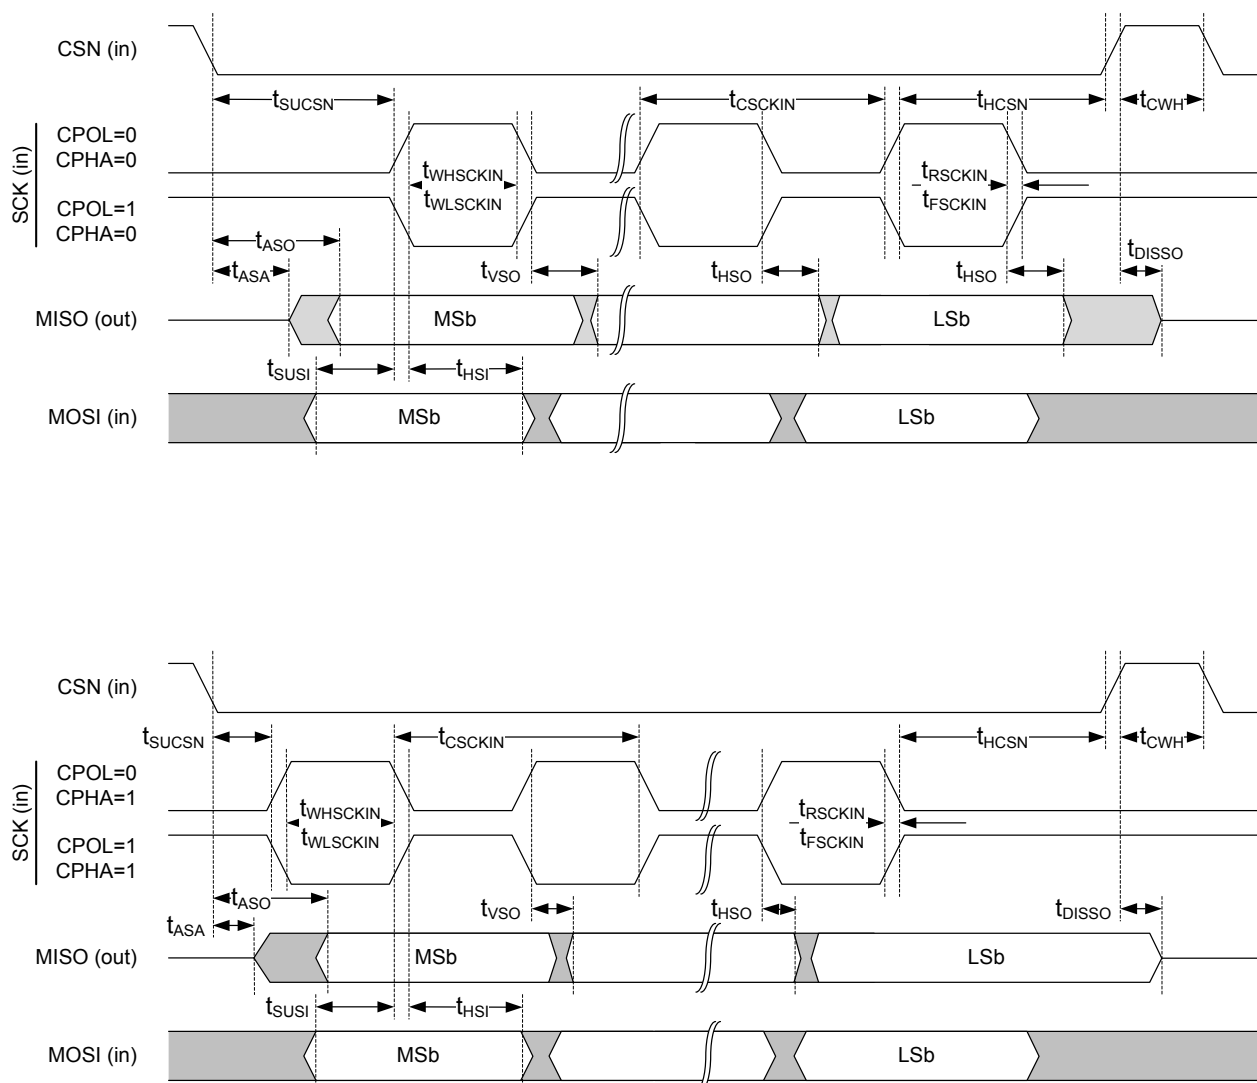 CSN (in)
tSUCSN
tCSCKIN
tHCSN
tCWH
SCK (in)
CPOL=0
CPHA=0
tWHSCKIN
tRSCKIN
tWLSCKIN
tFSCKIN
CPOL=1
CPHA=0
tASO
tASA
tVSO
tHSO
tHSO
tDISSO
MISO (out)
MSb
LSb
tSUSI
tHSI
MOSI (in)
MSb
LSb
CSN (in)
tSUCSN
tCSCKIN
tHCSN
tCWH
SCK (in)
CPOL=0
CPHA=1
tWHSCKIN
tRSCKIN
tWLSCKIN
tFSCKIN
CPOL=1
CPHA=1
tASO
tASA
tVSO
tHSO
tDISSO
MISO (out)
MSb
LSb
tSUSI
tHSI
MOSI (in)
MSb
LSb